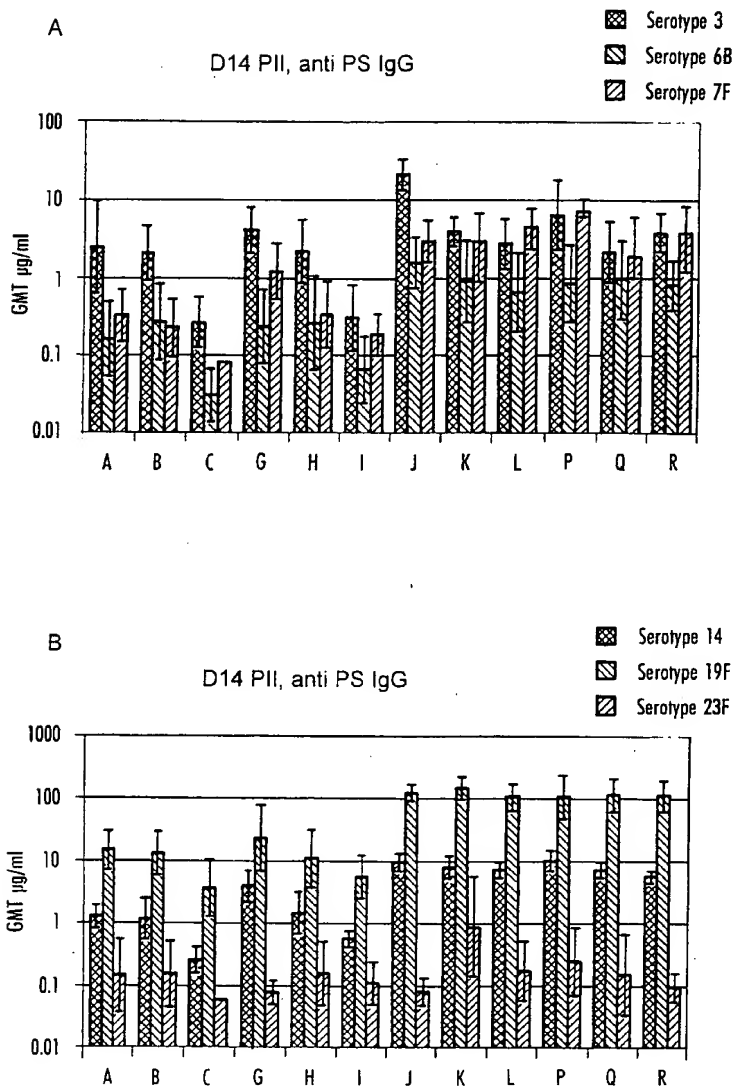 A
D14 PII, anti PS IgG
Serotype 3
Serotype 6B
Serotype 7F
GMT µg/ml
100
10
1
0.1
0.01
A B C G H I J K L P Q R
B
D14 PII, anti PS IgG
Serotype 14
Serotype 19F
Serotype 23F
GMT µg/ml
1000
100
10
1
0.1
0.01
A B C G H I J K L P Q R